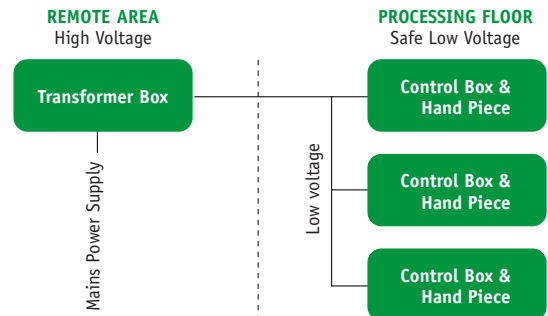 REMOTE AREA
High Voltage
Transformer Box
Mains Power Supply
PROCESSING FLOOR
Safe Low Voltage
Low voltage
Control Box &
Hand Piece
Control Box &
Hand Piece
Control Box &
Hand Piece